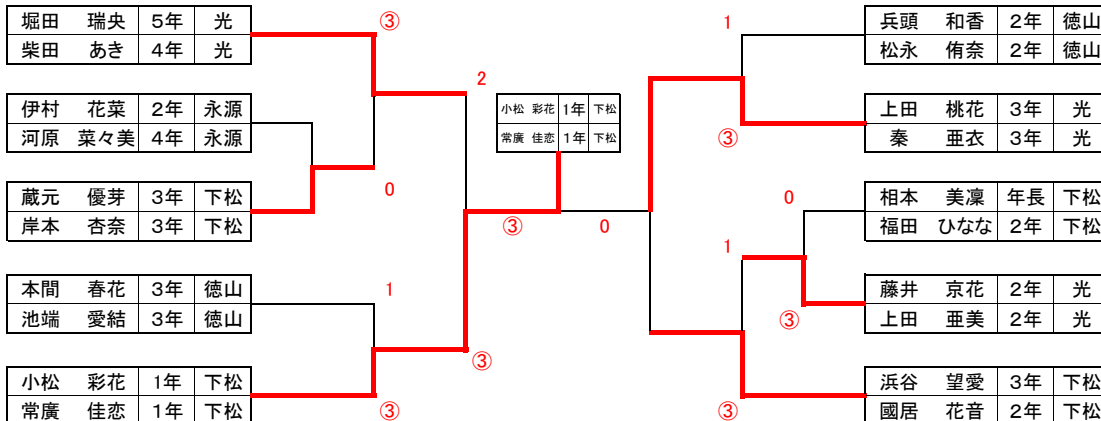 堀田 瑞央 5年 光
柴田 あき 4年 光
伊村 花菜 2年 永源
河原 菜々美 4年 永源
蔵元 優芽 3年 下松
岸本 杏奈 3年 下松
本間 春花 3年 徳山
池端 愛結 3年 徳山
小松 彩花 1年 下松
常廣 佳恋 1年 下松
③
2
0
1
③
③
小松 彩花 1年 下松
常廣 佳恋 1年 下松
③
0
1
③
0
1
③
③
兵頭 和香 2年 徳山
松永 侑奈 2年 徳山
上田 桃花 3年 光
秦 亜衣 3年 光
相本 美凜 年長 下松
福田 ひなな 2年 下松
藤井 京花 2年 光
上田 亜美 2年 光
浜谷 望愛 3年 下松
國居 花音 2年 下松